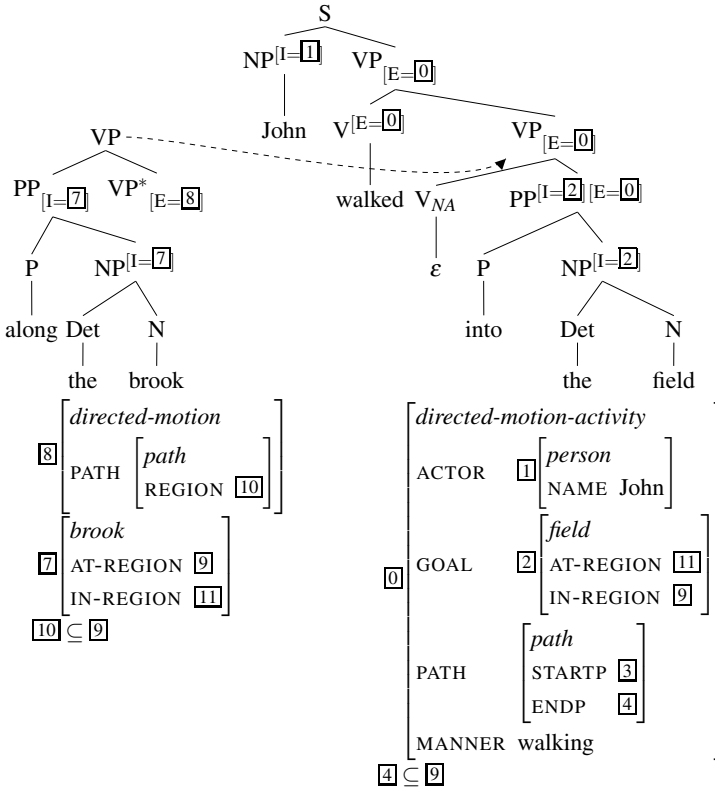 S
NP[I=1] VP[E=0]
John V[E=0] VP[E=0]
VP
PP[I=7] VP*[E=8] walked V_NA PP[I=2][E=0]
P NP[I=7] ε P NP[I=2]
along Det N into Det N
the brook the field
8 [directed-motion
PATH [path
REGION 10]]
7 [brook
AT-REGION 9
IN-REGION 11]
10 ⊆ 9
0 [directed-motion-activity
ACTOR 1 [person
NAME John]
GOAL 2 [field
AT-REGION 11
IN-REGION 9]
PATH [path
STARTP 3
ENDP 4]
MANNER walking
4 ⊆ 9